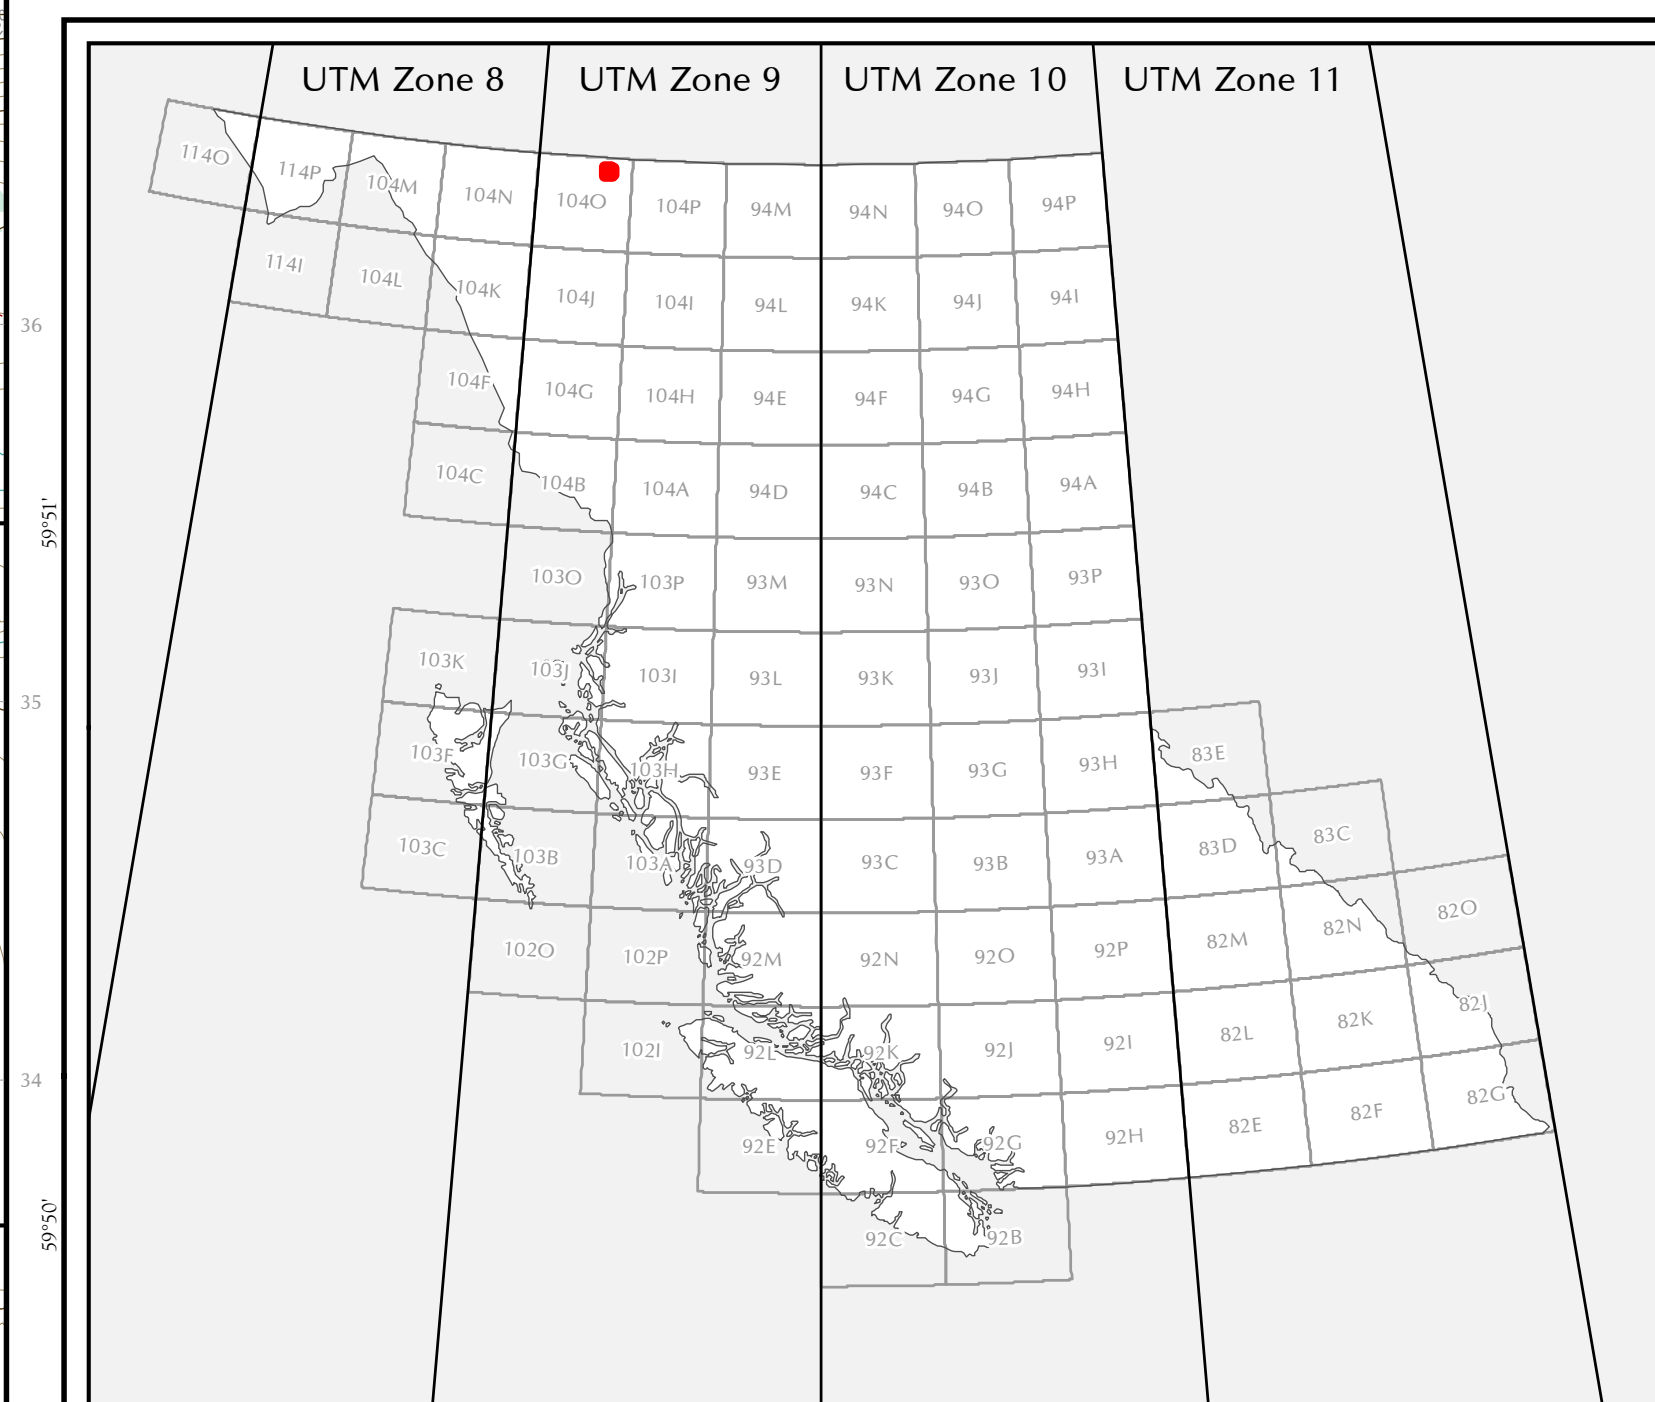 UTM Zone 8 UTM Zone 9 UTM Zone 10 UTM Zone 11
114O 114P 104M 104N 104O 104P 94M 94N 94O 94P
114I 104L 104K 104J 104I 94L 94K 94J 94I
36
104F 104G 104H 94E 94F 94G 94H
104C 104B 104A 94D 94C 94B 94A
59°51'
103O 103P 93M 93N 93O 93P
103K 103J 103I 93L 93K 93J 93I
35
103F 103G 103H 93E 93F 93G 93H 83E
103C 103B 103A 93D 93C 93B 93A 83D 83C
102O 102P 92M 92N 92O 92P 82M 82N 82O
102I 92L 92K 92J 92I 82L 82K 82J
34
92E 92F 92G 92H 82E 82F 82G
59°50'
92C 92B